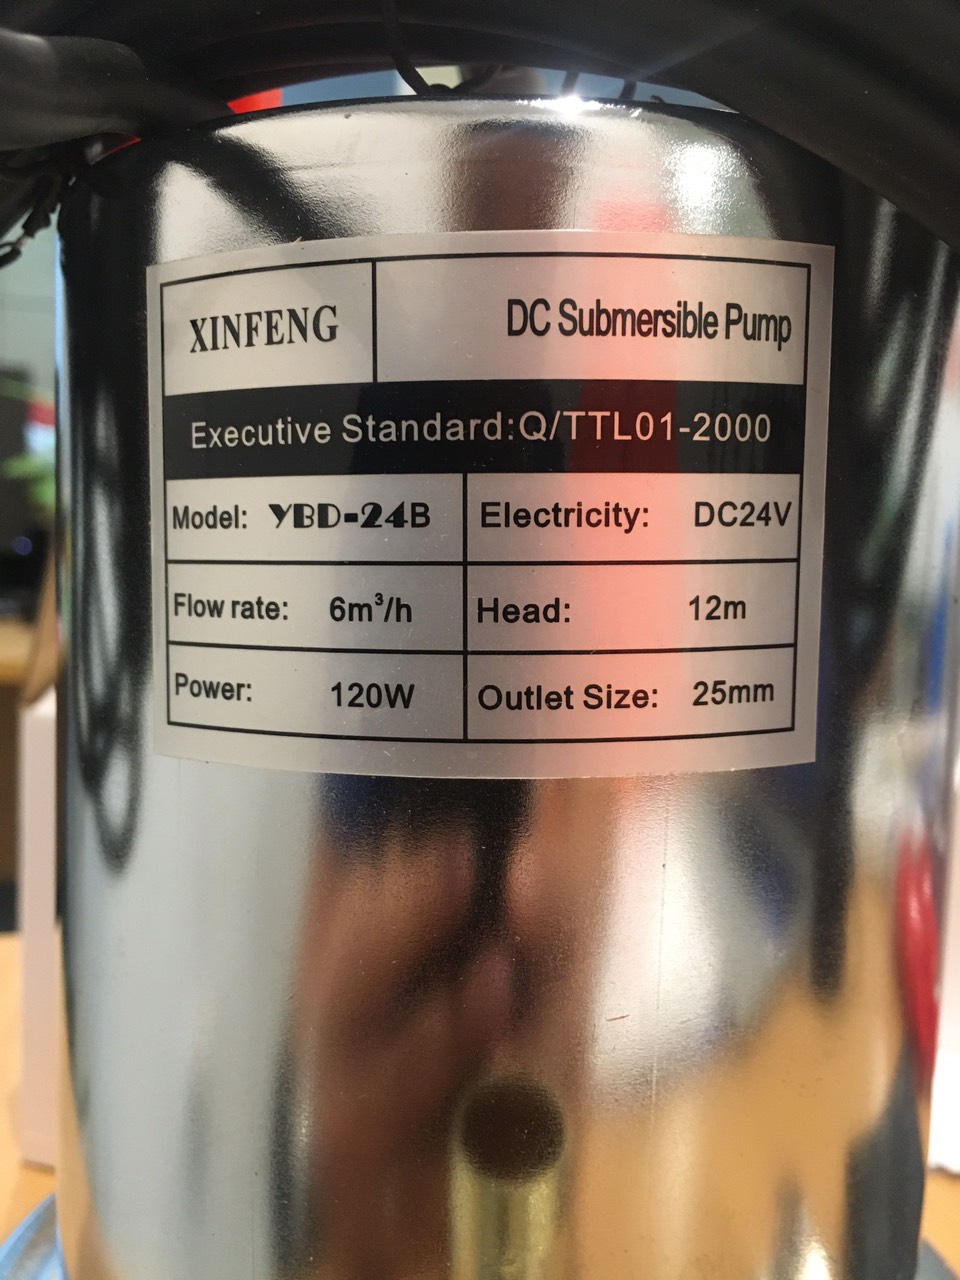 XINFENG
DC Submersible Pump
Executive Standard:Q/TTL01-2000
Model: YBD-24B
Electricity: DC24V
Flow rate: 6m³/h
Head: 12m
Power: 120W
Outlet Size: 25mm